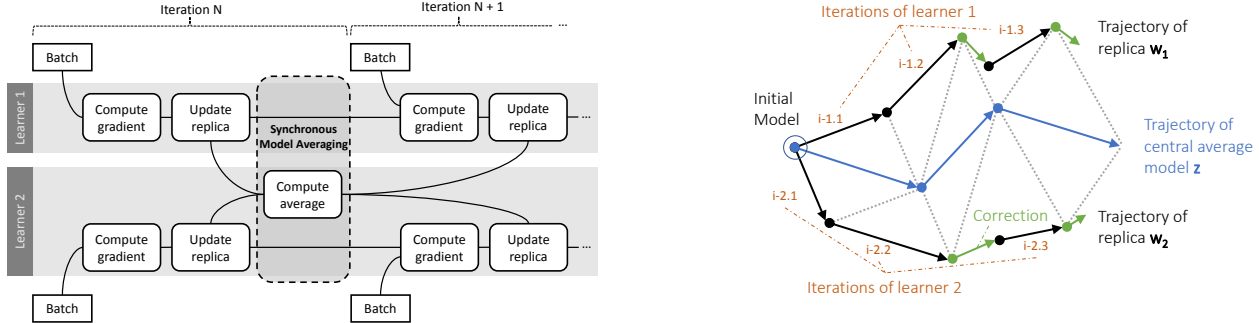 Iteration N
Iteration N + 1
...
Batch
Batch
Learner 1
Compute
gradient
Update
replica
Synchronous
Model Averaging
Compute
gradient
Update
replica
...
Compute
average
Learner 2
Compute
gradient
Update
replica
Compute
gradient
Update
replica
...
Batch
Batch
Iterations of learner 1
i-1.3
i-1.2
i-1.1
Trajectory of
replica w1
Initial
Model
Trajectory of
central average
model z
i-2.1
Correction
i-2.2
i-2.3
Trajectory of
replica w2
Iterations of learner 2